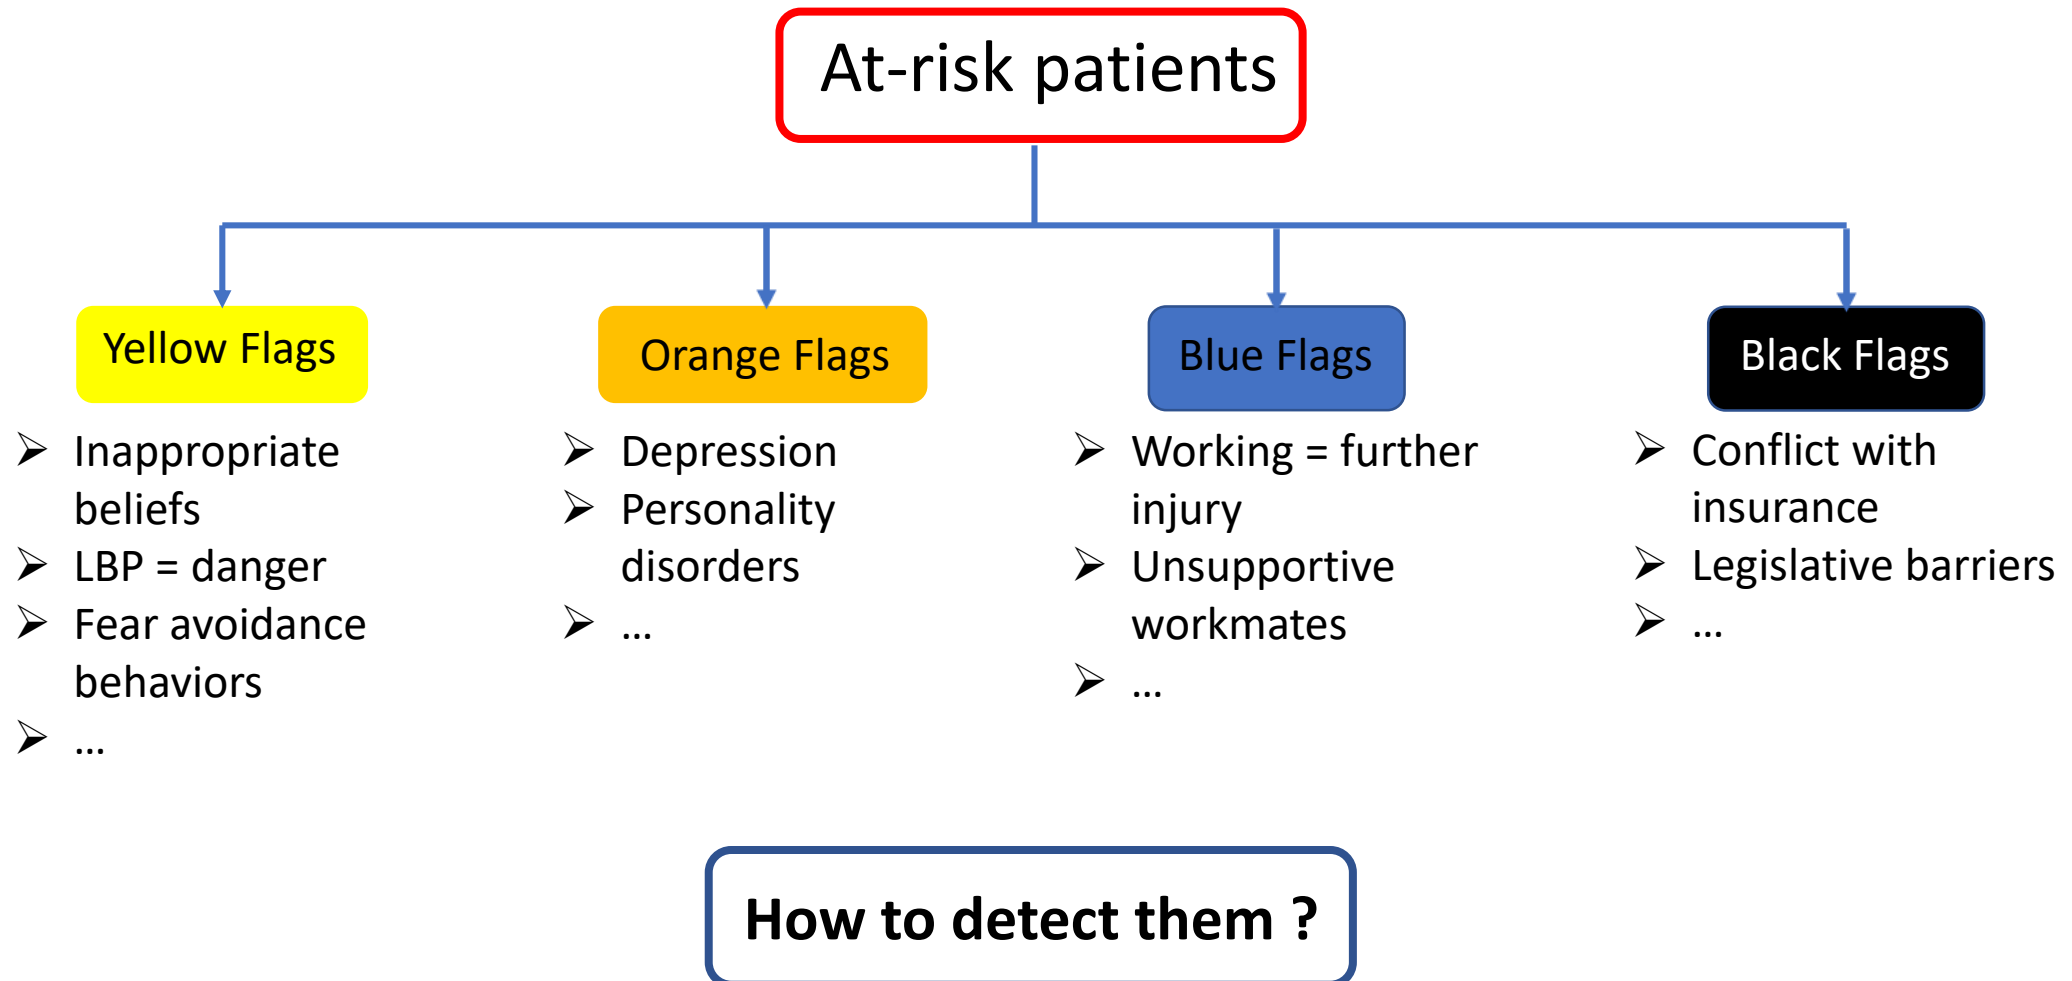 At-risk patients
Yellow Flags
➢ Inappropriate
beliefs
➢ LBP = danger
➢ Fear avoidance
behaviors
➢ ...
Orange Flags
➢ Depression
➢ Personality
disorders
➢ ...
Blue Flags
➢ Working = further
injury
➢ Unsupportive
workmates
➢ ...
Black Flags
➢ Conflict with
insurance
➢ Legislative barriers
➢ ...
How to detect them ?